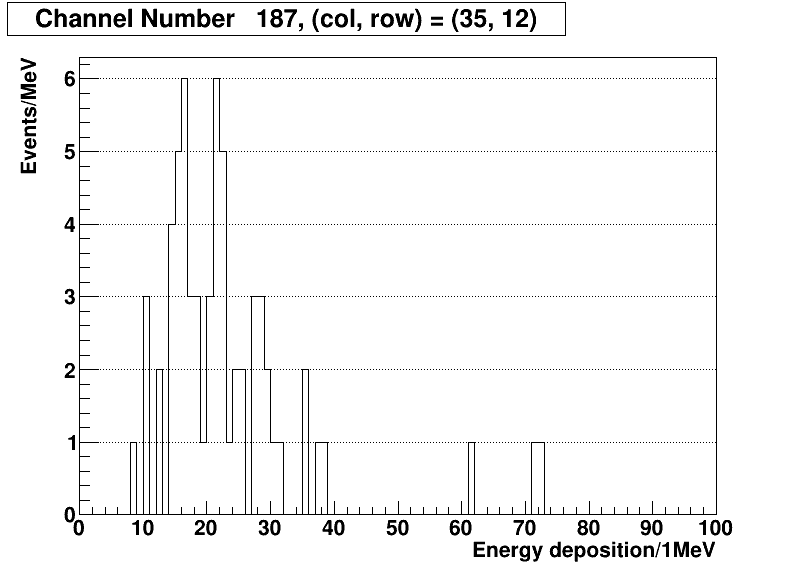 Channel Number 187, (col, row) = (35, 12)
Events/MeV
6
5
4
3
2
1
0
0 10 20 30 40 50 60 70 80 90 100
Energy deposition/1MeV